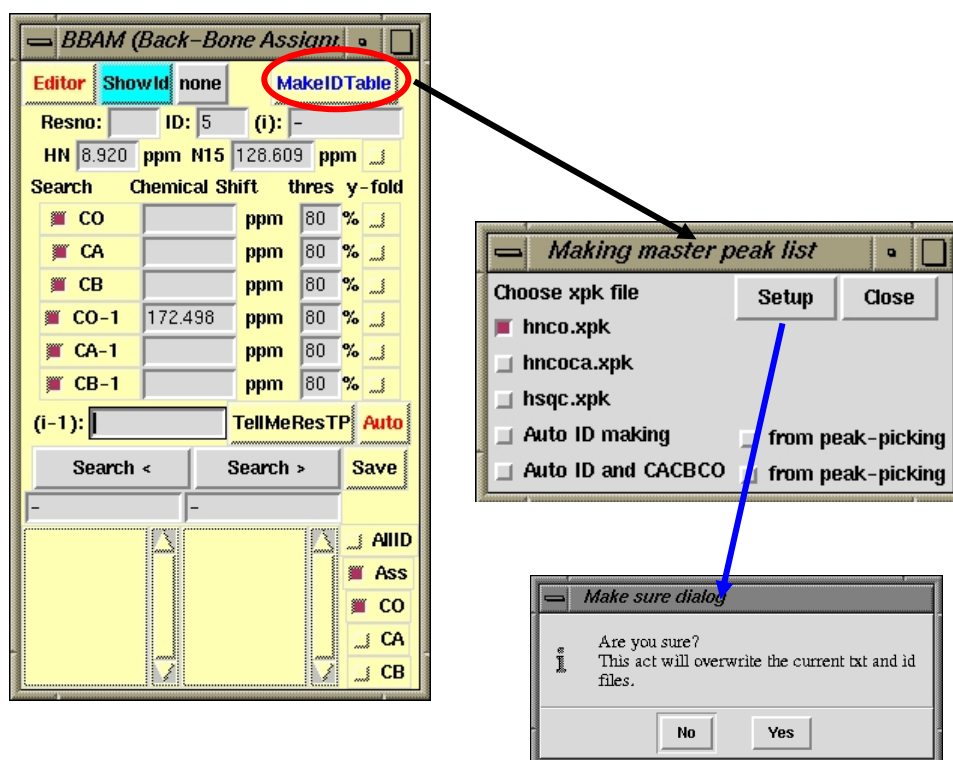 BBAM (Back-Bone Assignm.
Editor ShowId none MakeIDTable
Resno: ID: 5 (i): -
HN 8.920 ppm N15 128.609 ppm
Search Chemical Shift thres y-fold
CO ppm 80 %
CA ppm 80 %
CB ppm 80 %
CO-1 172.498 ppm 80 %
CA-1 ppm 80 %
CB-1 ppm 80 %
(i-1): TellMeResTP Auto
Search < Search > Save
- -
AllID
Ass
CO
CA
CB
Making master peak list
Choose xpk file Setup Close
hnco.xpk
hncoca.xpk
hsqc.xpk
Auto ID making from peak-picking
Auto ID and CACBCO from peak-picking
Make sure dialog
Are you sure?
This act will overwrite the current txt and id
files.
No Yes